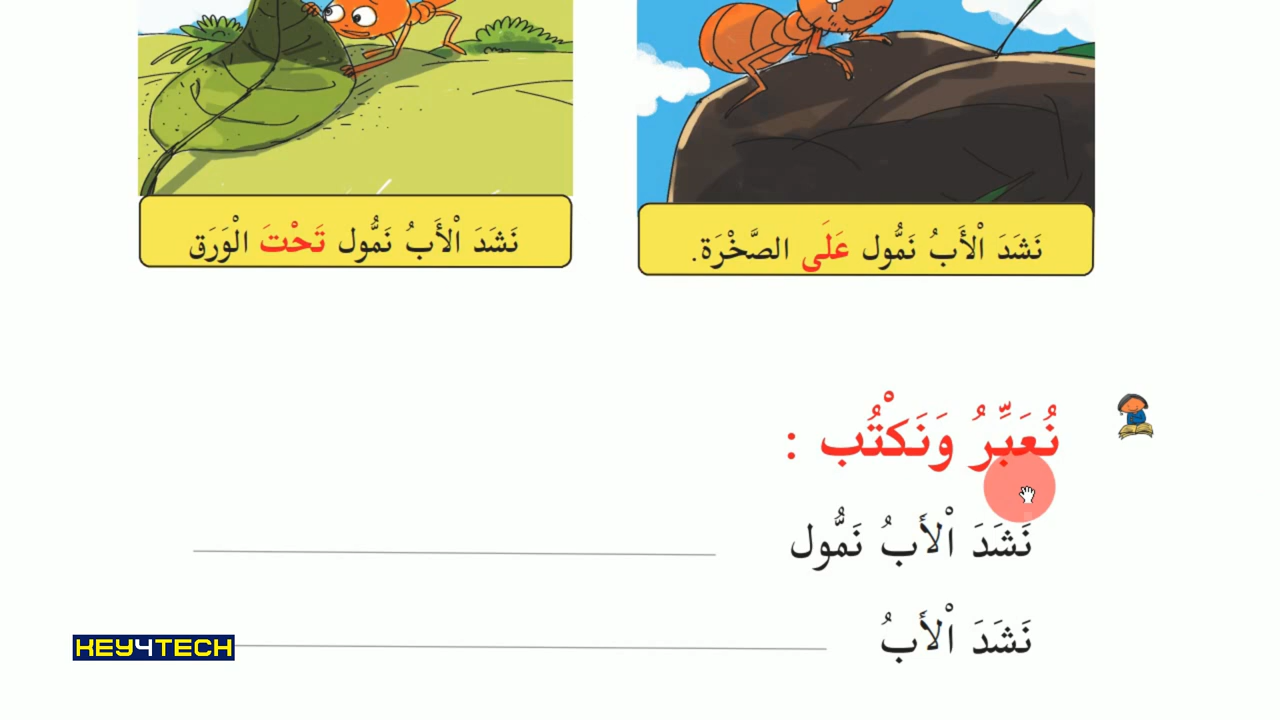 نَشَدَ الْأَبُ نَمُّول عَلَى الصَّخْرَة.
نَشَدَ الْأَبُ نَمُّول تَحْتَ الْوَرَق
نُعَبِّرُ وَنَكْتُب :
نَشَدَ الْأَبُ نَمُّول
نَشَدَ الْأَبُ
KEY4TECH